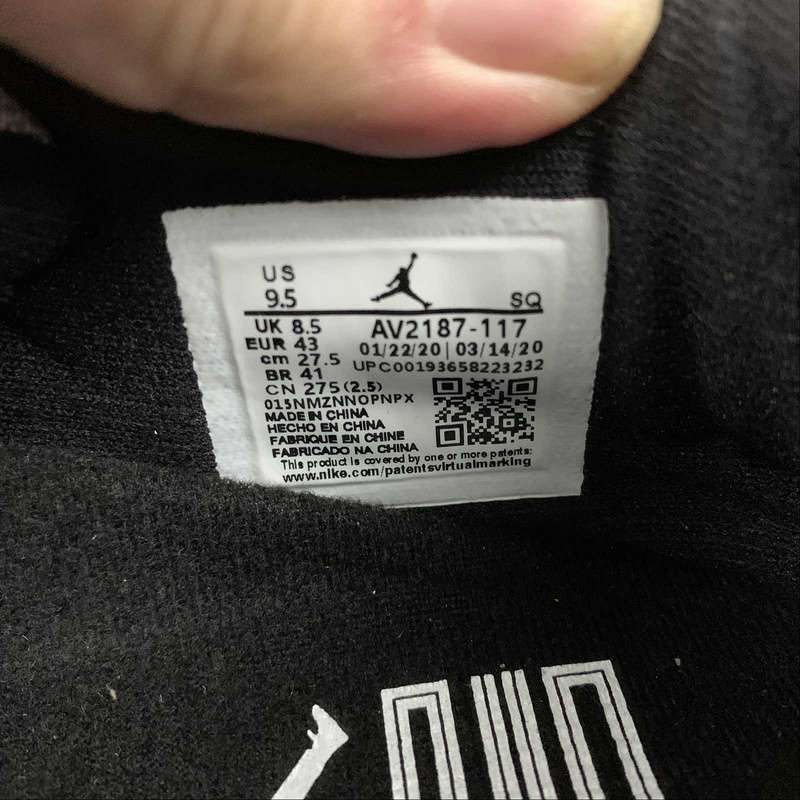 US
9.5 SQ
UK 8.5 AV2187-117
EUR 43 01/22/20 | 03/14/20
cm 27.5 UPC00193658223232
BR 41
CN 275(2.5)
015NMZNNOPNPX
MADE IN CHINA
HECHO EN CHINA
FABRIQUE EN CHINE
FABRICADO NA CHINA
This product is covered by one or more patents:
www.nike.com/patentsvirtualmarking